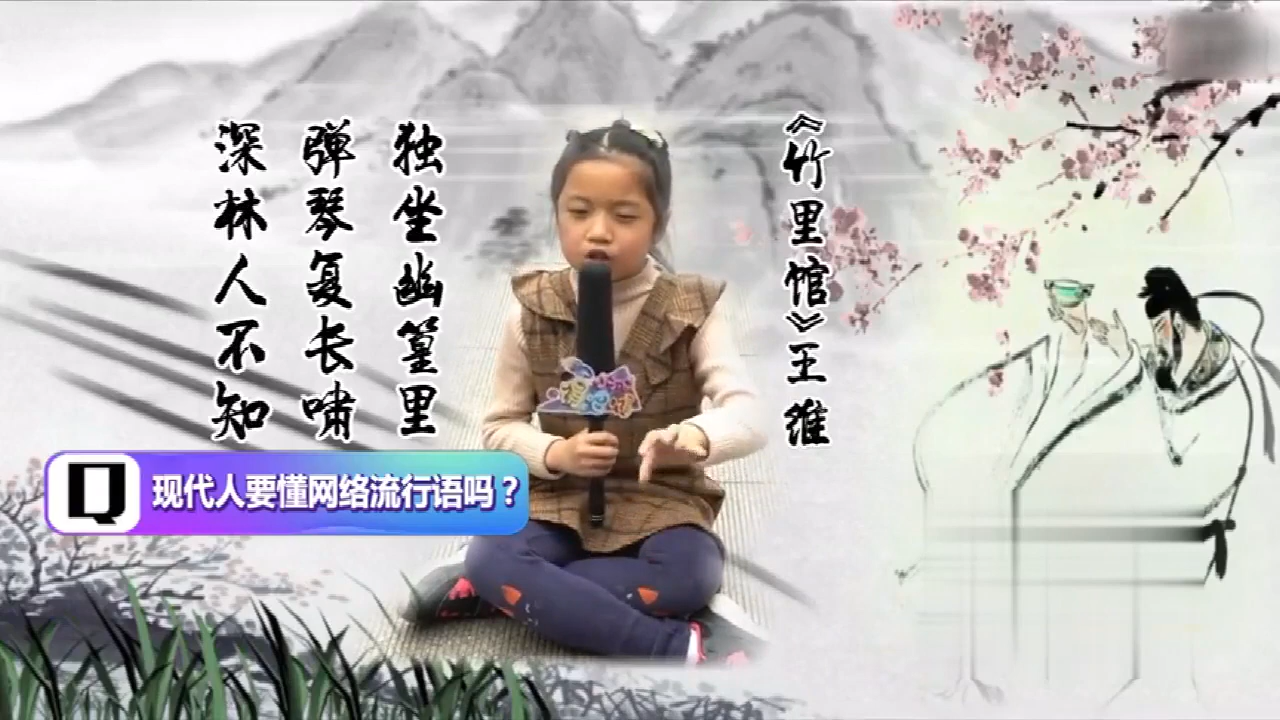 《竹里馆》王维
独坐幽篁里
弹琴复长啸
深林人不知
Q 现代人要懂网络流行语吗？